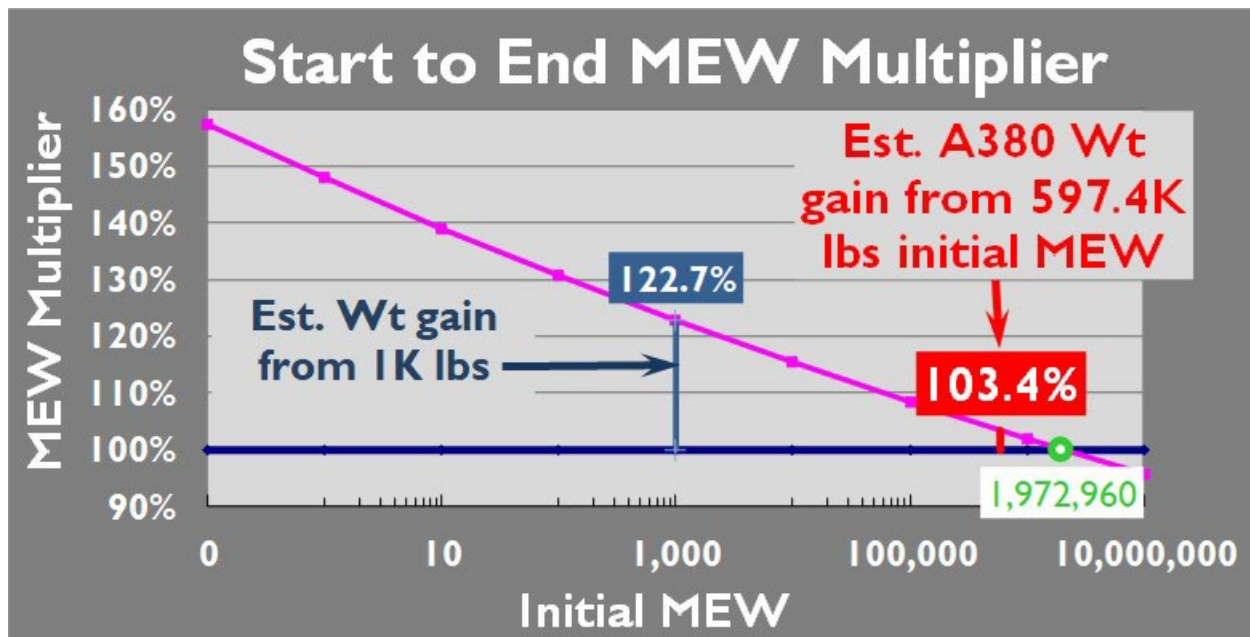 Start to End MEW Multiplier
MEW Multiplier
160%
150%
140%
130%
120%
110%
100%
90%
Est. A380 Wt
gain from 597.4K
lbs initial MEW
122.7%
Est. Wt gain
from 1K lbs
103.4%
1,972,960
0
10
1,000
100,000
10,000,000
Initial MEW